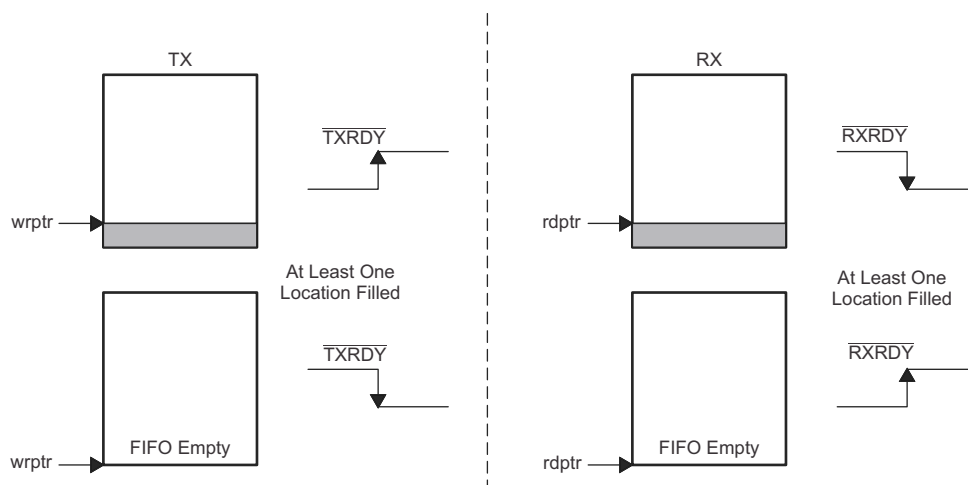 TX
TXRDY
wrptr
At Least One
Location Filled
TXRDY
FIFO Empty
wrptr
RX
RXRDY
rdptr
At Least One
Location Filled
RXRDY
FIFO Empty
rdptr